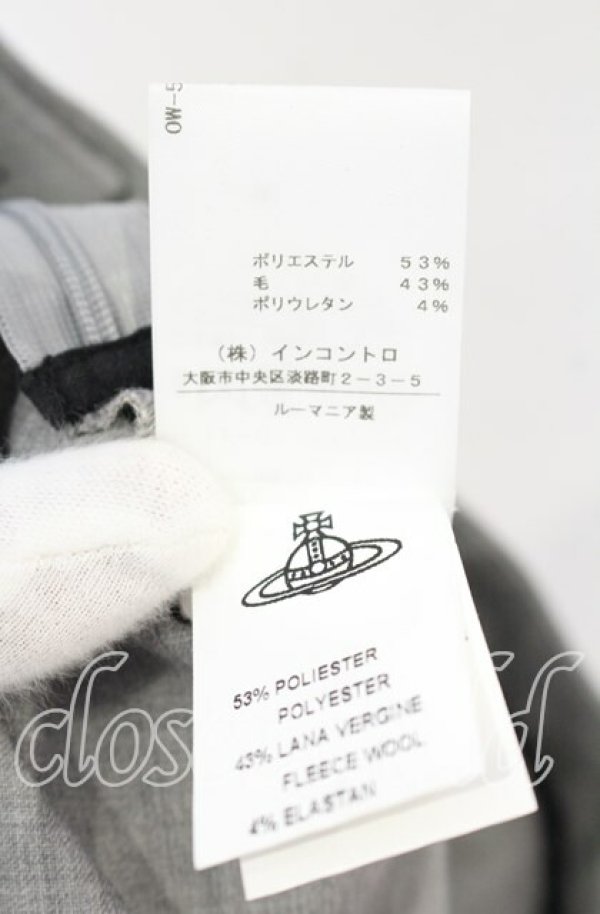 G-WO
ポリエステル 53%
毛 43%
ポリウレタン 4%
（株）インコントロ
大阪市中央区淡路町2-3-5
ルーマニア製
53% POLIESTER
POLYESTER
43% LANA VERGINE
FLEECE WOOL
4% ELASTAN
clos
d